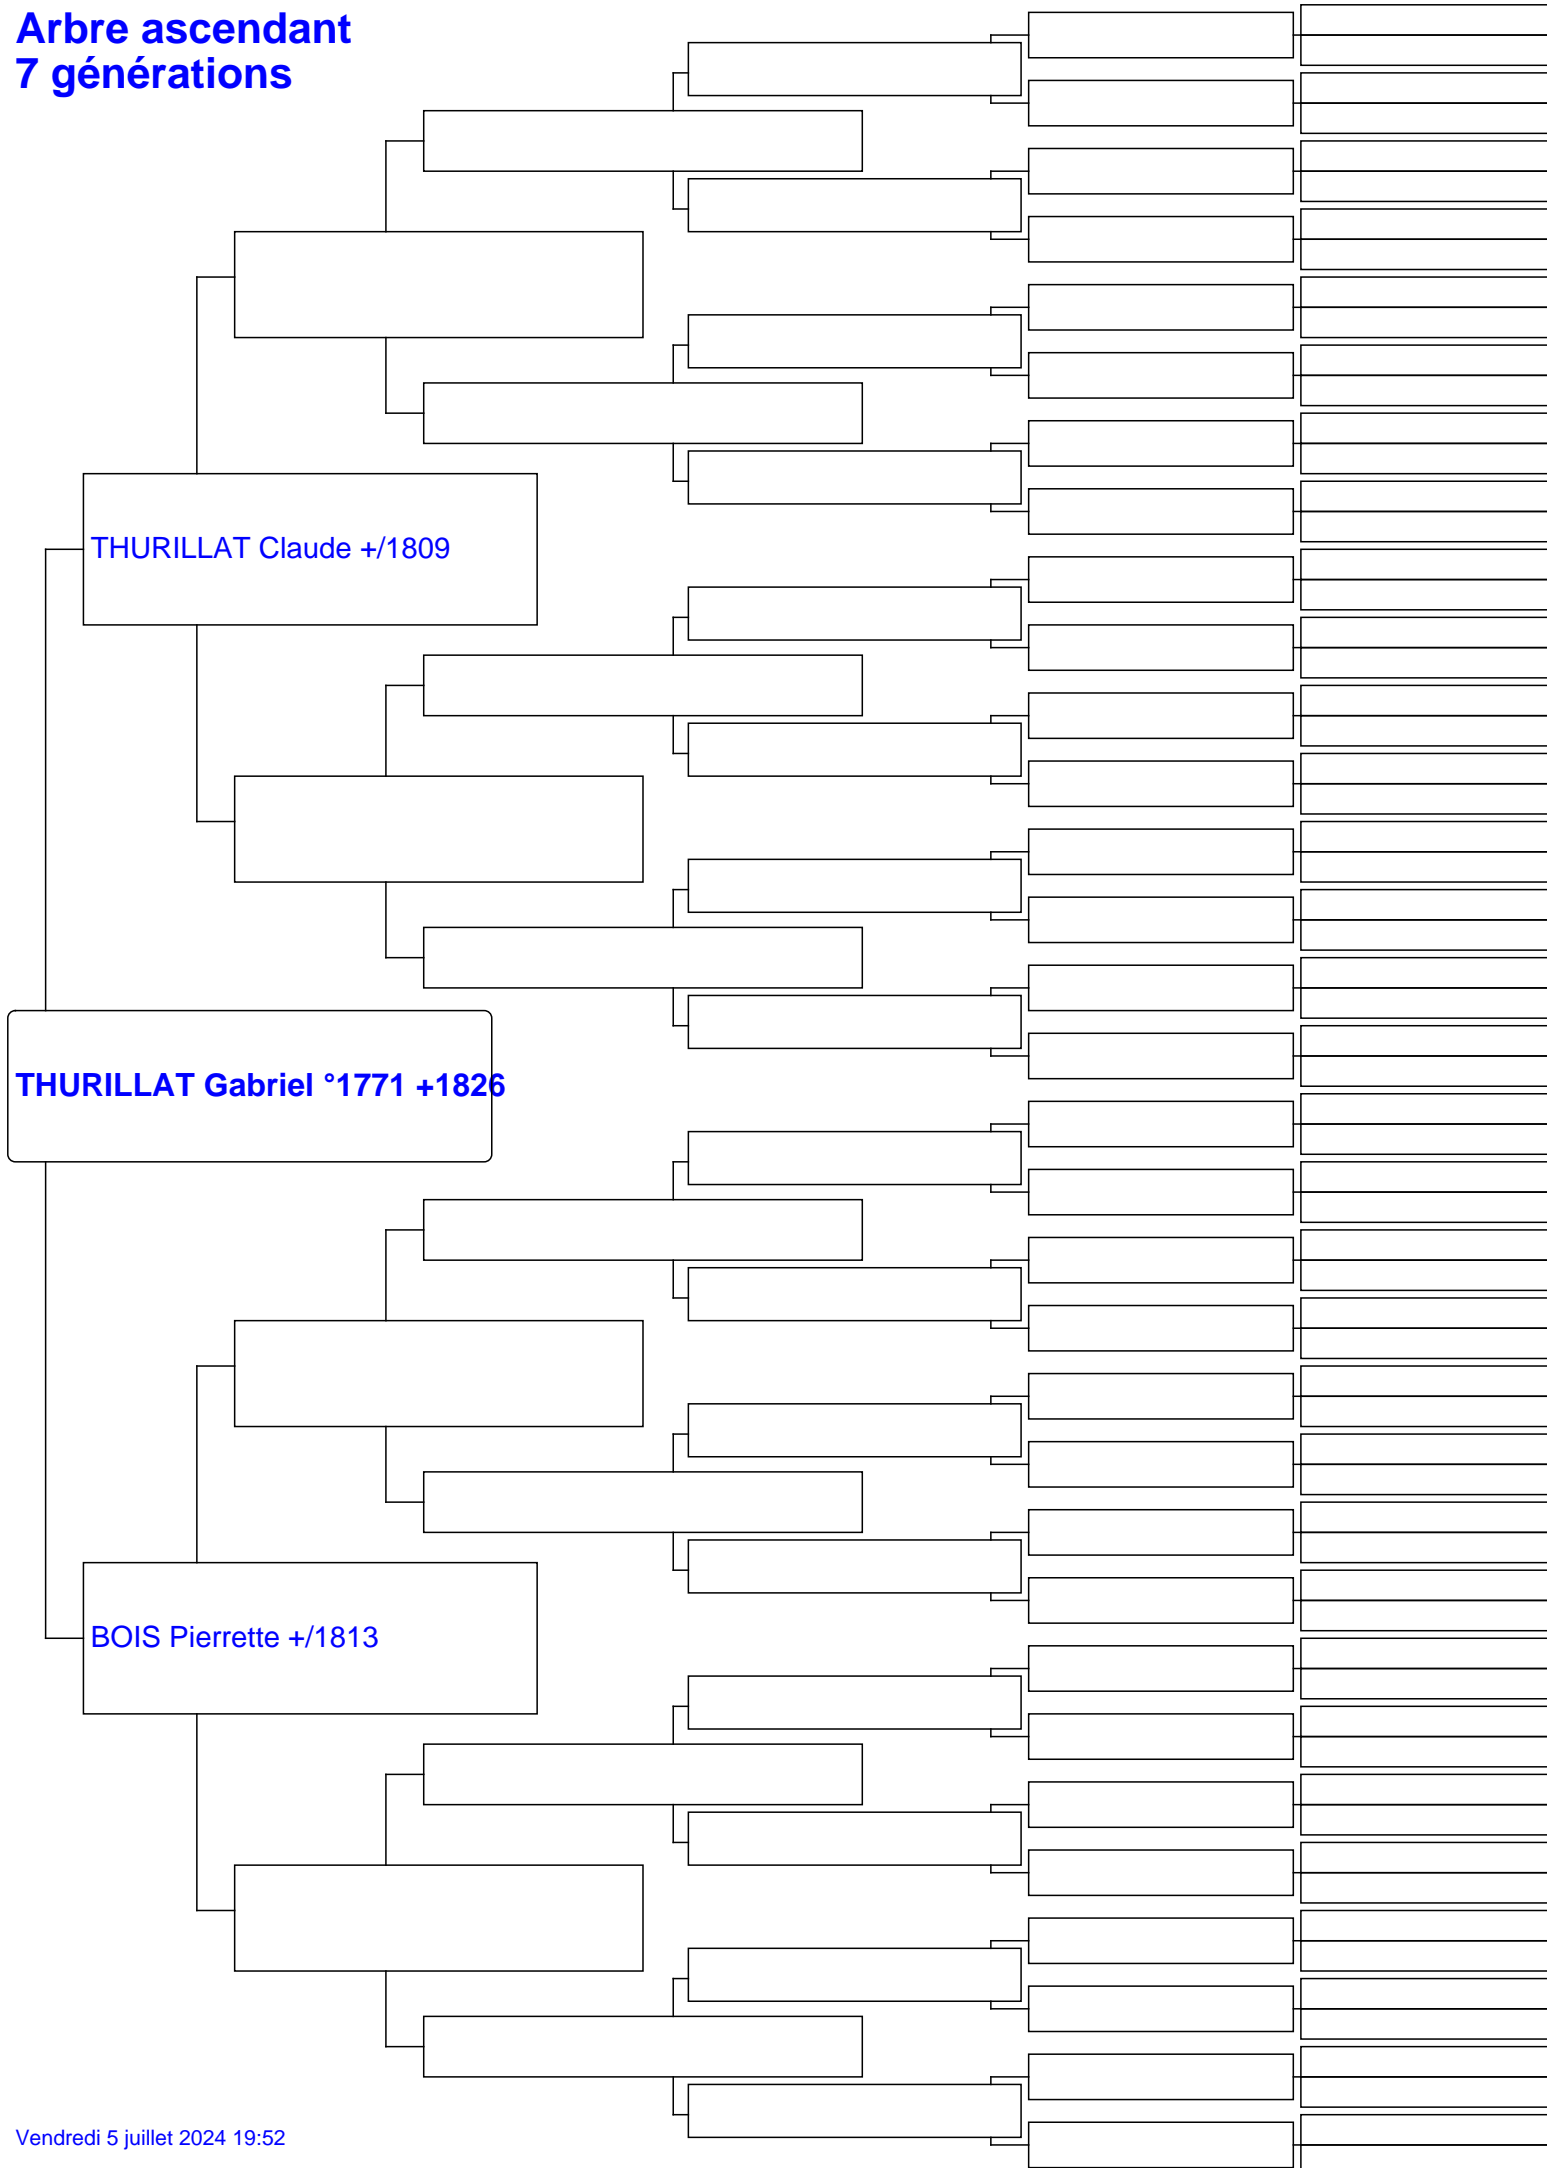 Arbre ascendant
7 générations
THURILLAT Claude +/1809
THURILLAT Gabriel °1771 +1826
BOIS Pierrette +/1813
Vendredi 5 juillet 2024 19:52